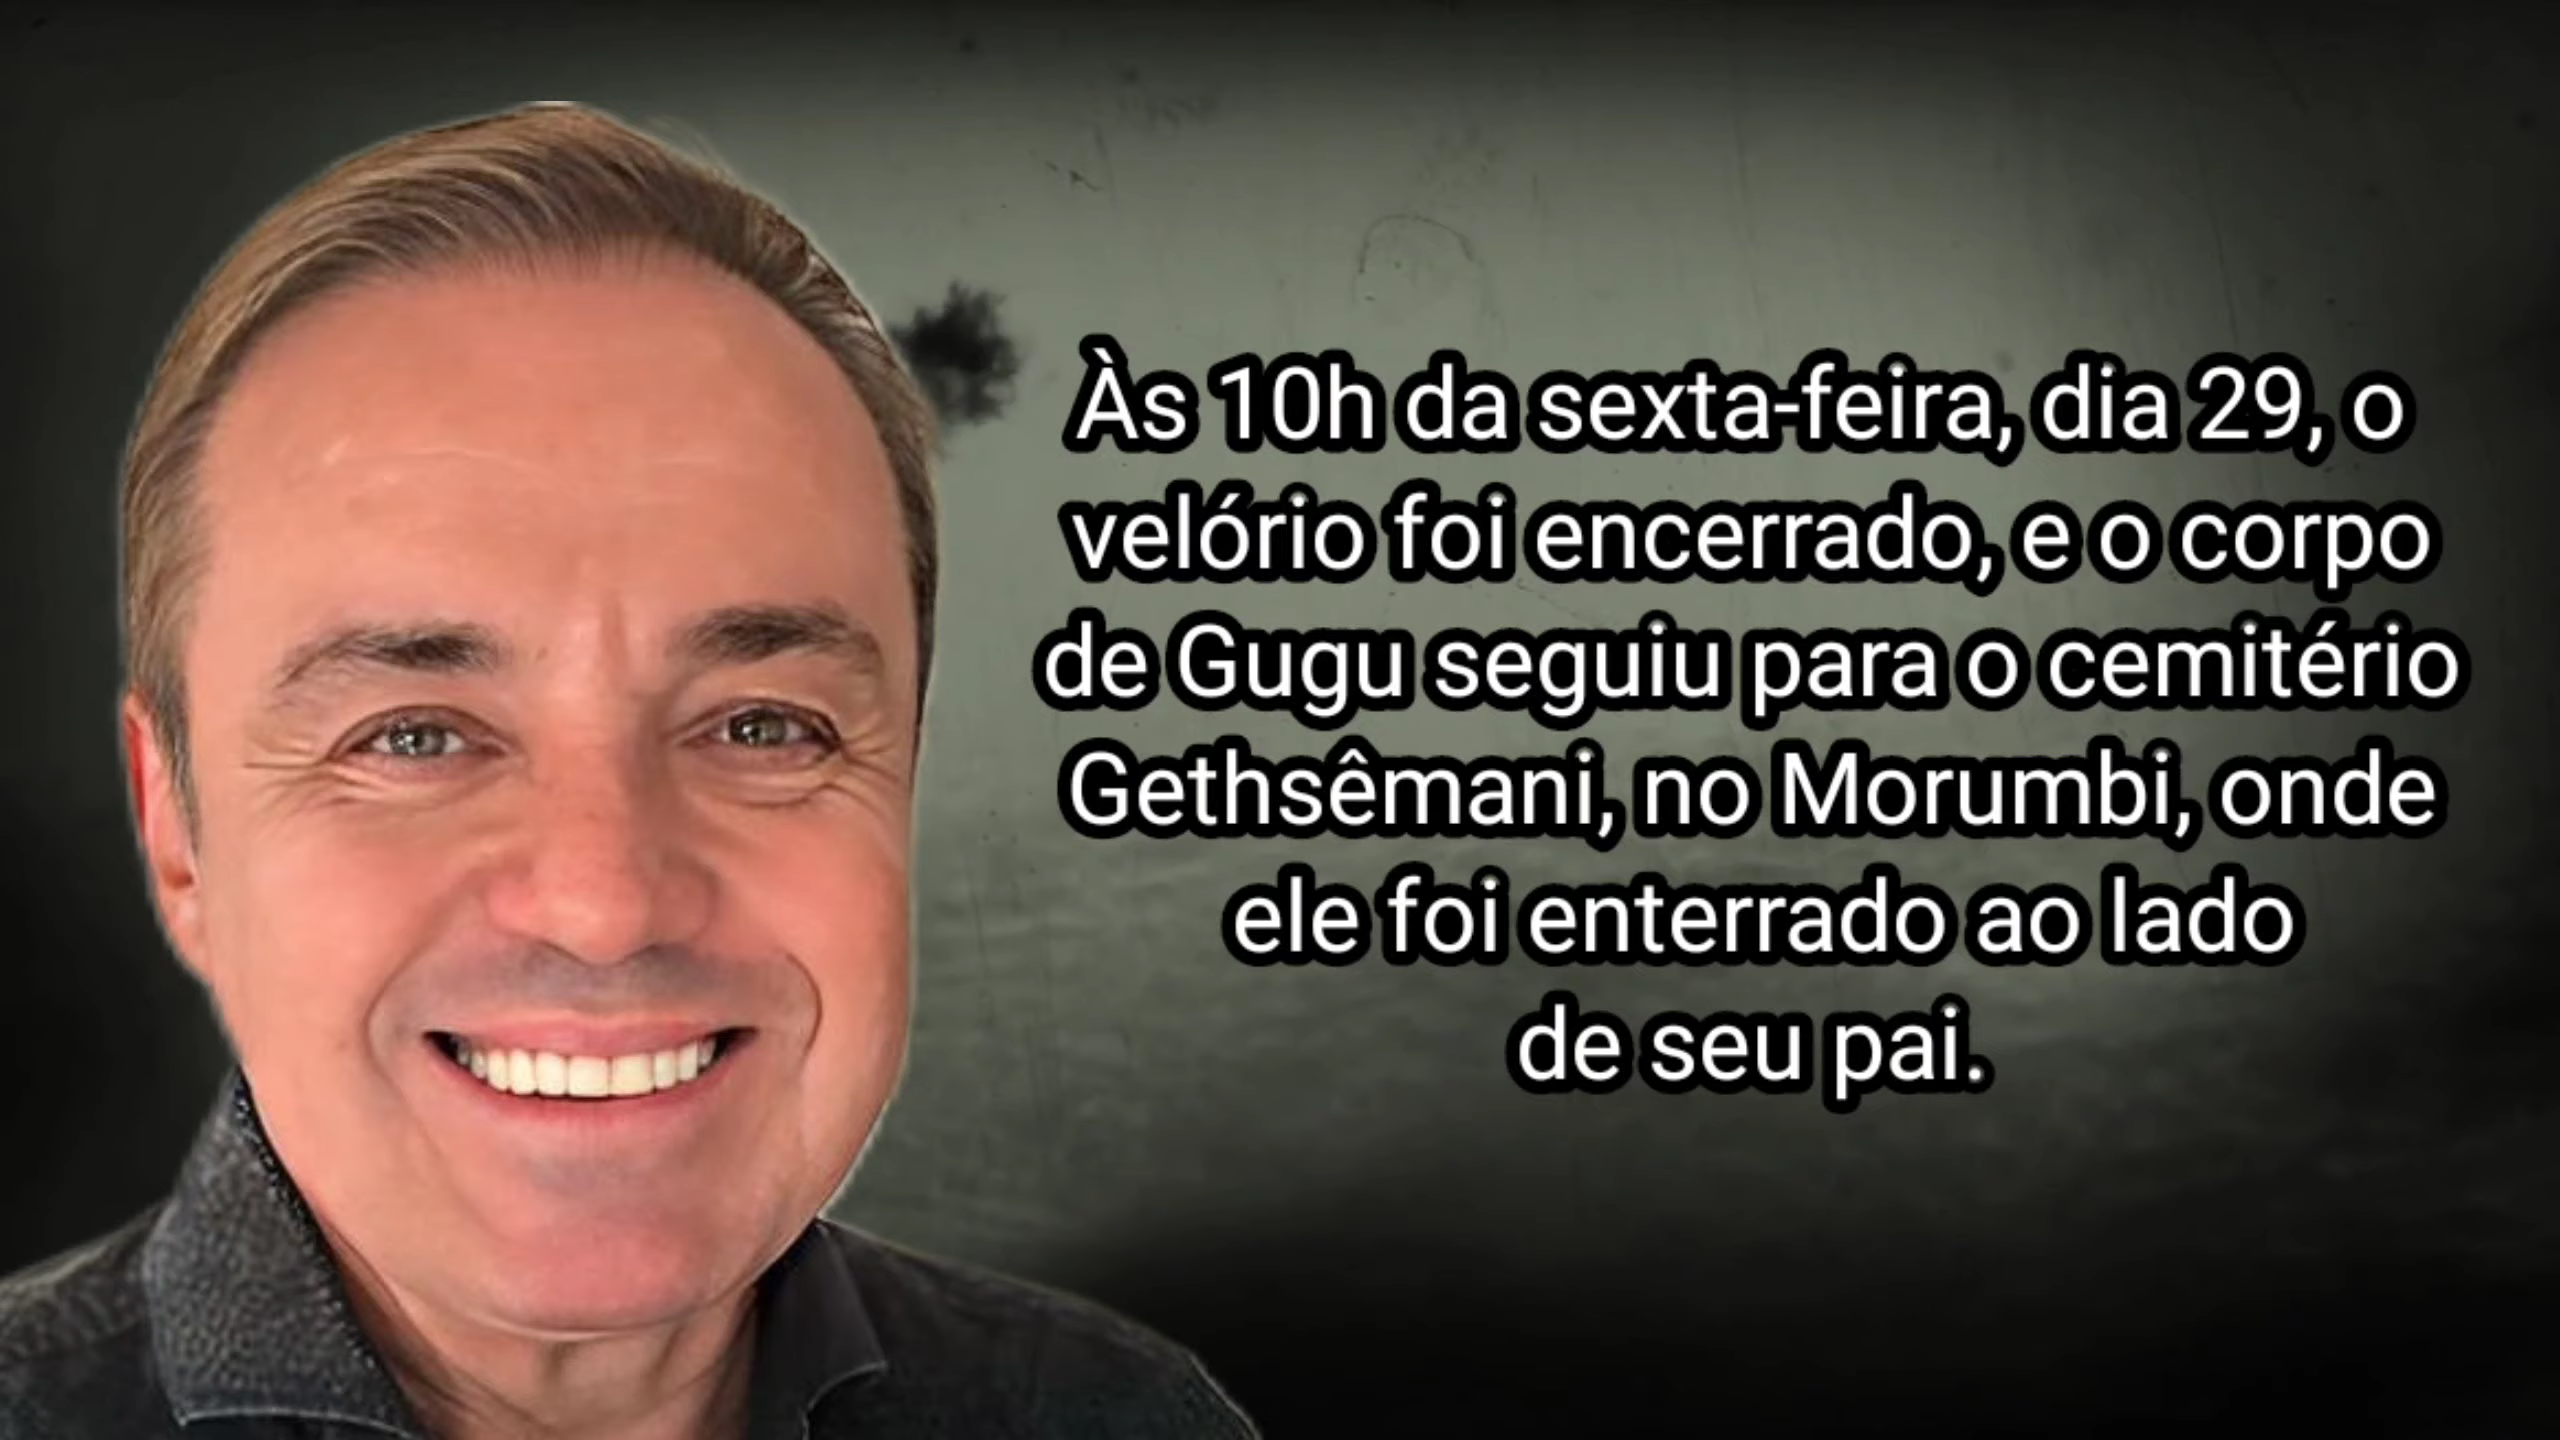 Às 10h da sexta-feira, dia 29, o
velório foi encerrado, e o corpo
de Gugu seguiu para o cemitério
Gethsêmani, no Morumbi, onde
ele foi enterrado ao lado
de seu pai.